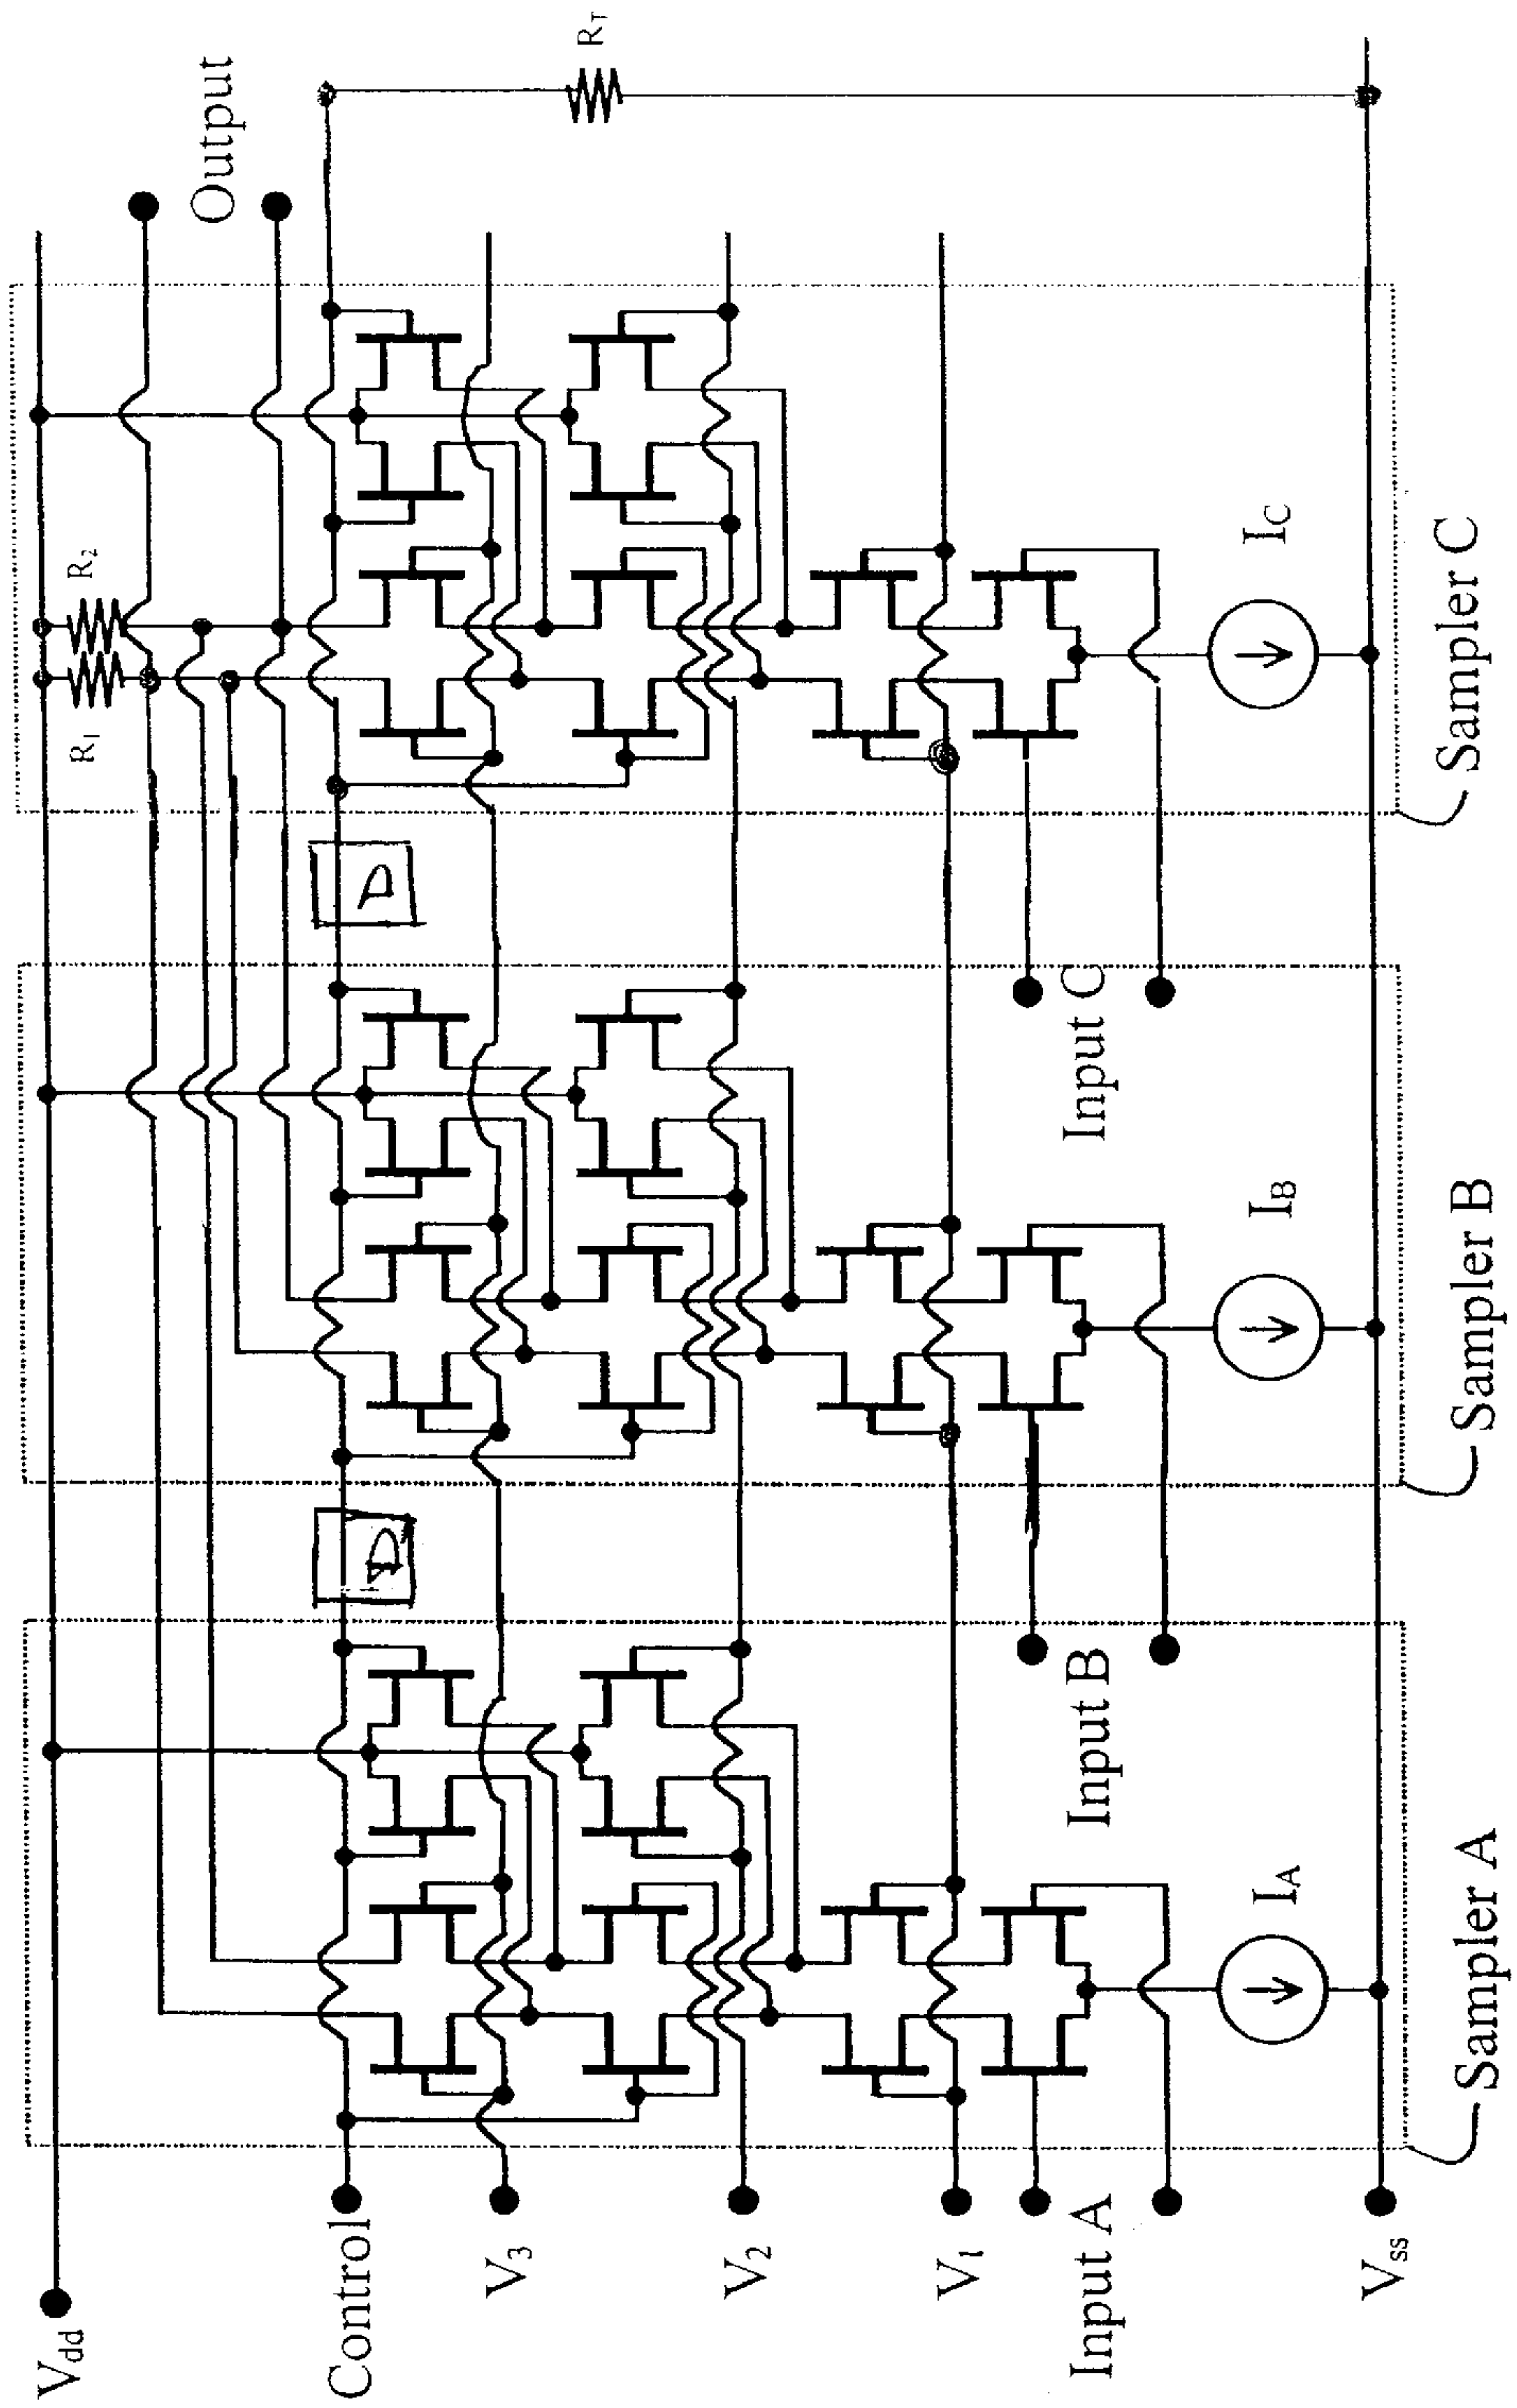 V_dd
Control
V_3
V_2
V_1
Input A
V_ss
Input B
Input C
Output
R_1
R_2
R_T
D
D
I_A
I_B
I_C
Sampler A
Sampler B
Sampler C